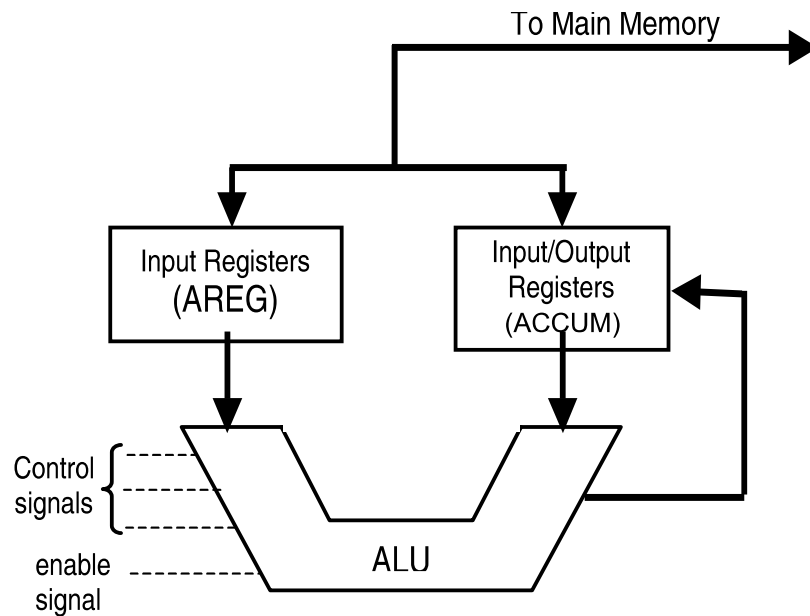 To Main Memory
Input Registers
(AREG)
Input/Output
Registers
(ACCUM)
Control
signals
ALU
enable
signal